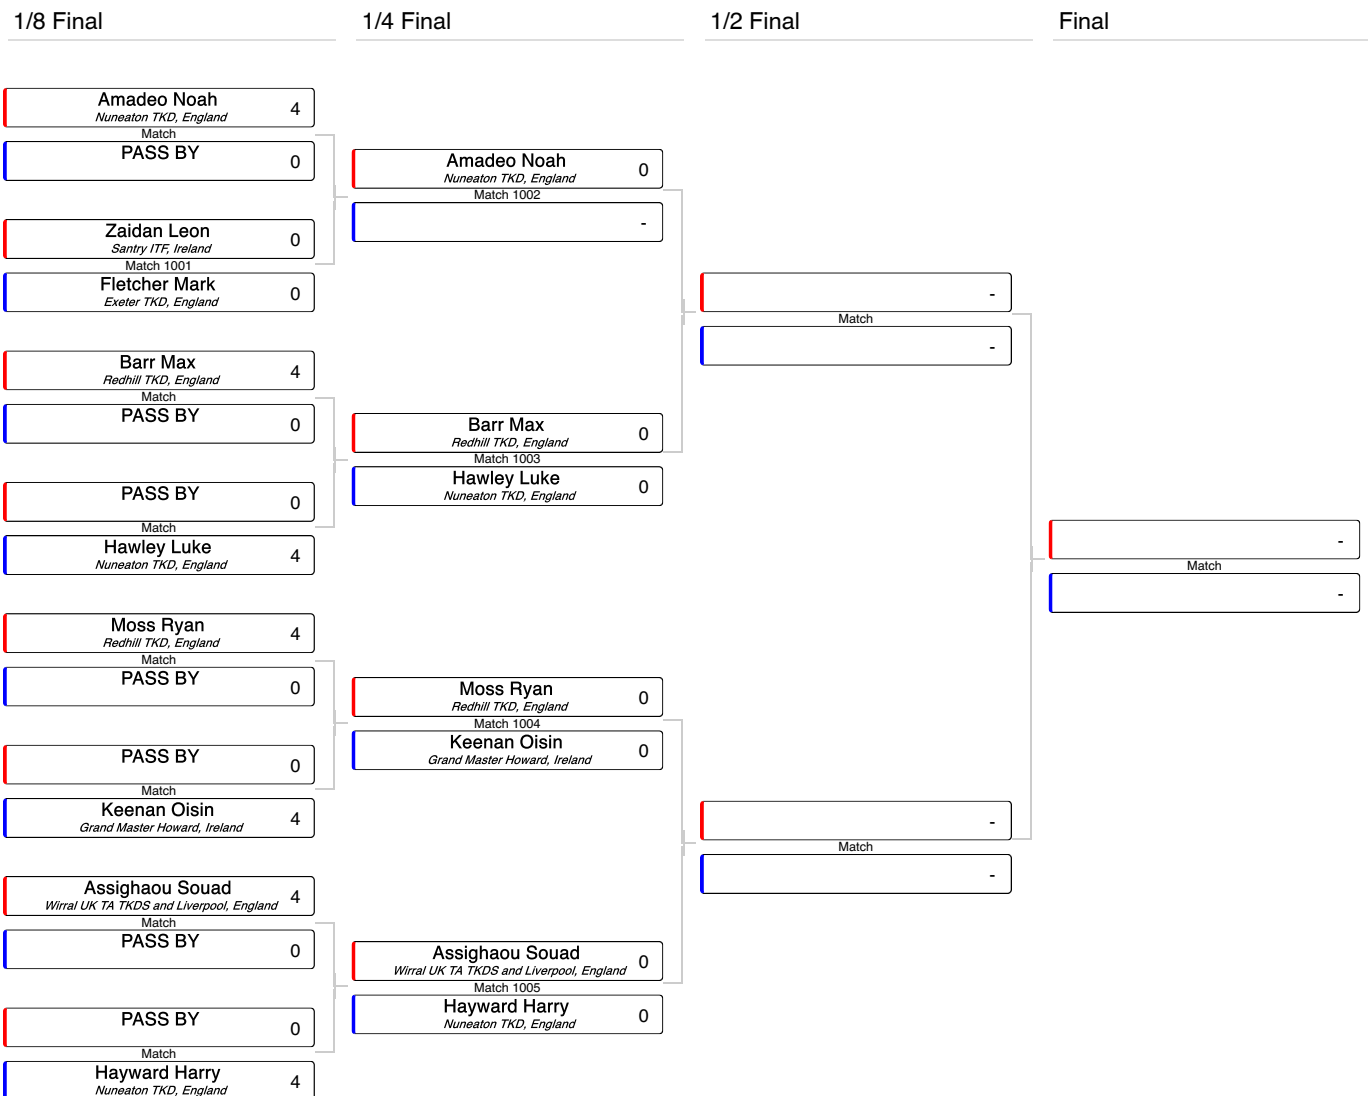 1/8 Final
1/4 Final
1/2 Final
Final
Amadeo Noah
4
Nuneaton TKD, England
Match
PASS BY
0
Zaidan Leon
0
Santry ITF, Ireland
Match 1001
Fletcher Mark
0
Exeter TKD, England
Barr Max
4
Redhill TKD, England
Match
PASS BY
0
PASS BY
0
Match
Hawley Luke
4
Nuneaton TKD, England
Moss Ryan
4
Redhill TKD, England
Match
PASS BY
0
PASS BY
0
Match
Keenan Oisin
4
Grand Master Howard, Ireland
Assighaou Souad
4
Wirral UK TA TKDS and Liverpool, England
Match
PASS BY
0
PASS BY
0
Match
Hayward Harry
4
Nuneaton TKD, England
Amadeo Noah
0
Nuneaton TKD, England
Match 1002
-
Barr Max
0
Redhill TKD, England
Match 1003
Hawley Luke
0
Nuneaton TKD, England
Moss Ryan
0
Redhill TKD, England
Match 1004
Keenan Oisin
0
Grand Master Howard, Ireland
Assighaou Souad
0
Wirral UK TA TKDS and Liverpool, England
Match 1005
Hayward Harry
0
Nuneaton TKD, England
-
Match
-
-
Match
-
-
Match
-